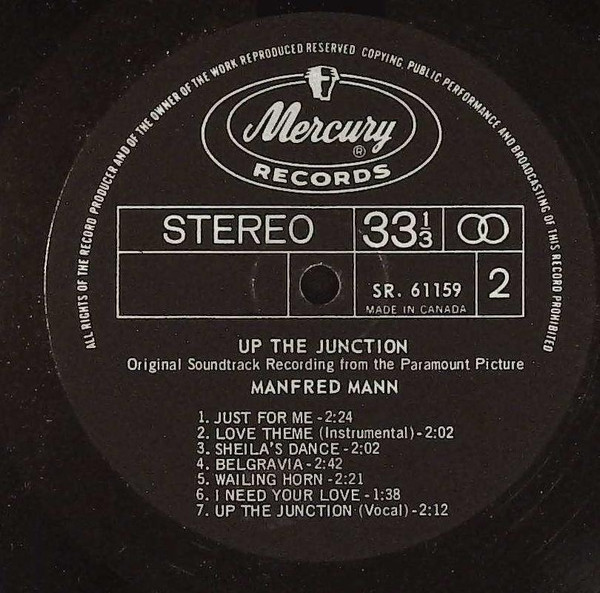 ALL RIGHTS OF THE RECORD PRODUCER AND OF THE OWNER OF THE WORK REPRODUCED RESERVED COPYING, PUBLIC PERFORMANCE AND BROADCASTING OF THIS RECORD PROHIBITED
Mercury ®
RECORDS
STEREO 33⅓
SR. 61159 2
MADE IN CANADA
UP THE JUNCTION
Original Soundtrack Recording from the Paramount Picture
MANFRED MANN
1. JUST FOR ME - 2:24
2. LOVE THEME (Instrumental) - 2:02
3. SHEILA'S DANCE - 2:02
4. BELGRAVIA - 2:42
5. WAILING HORN - 2:21
6. I NEED YOUR LOVE - 1:38
7. UP THE JUNCTION (Vocal) - 2:12